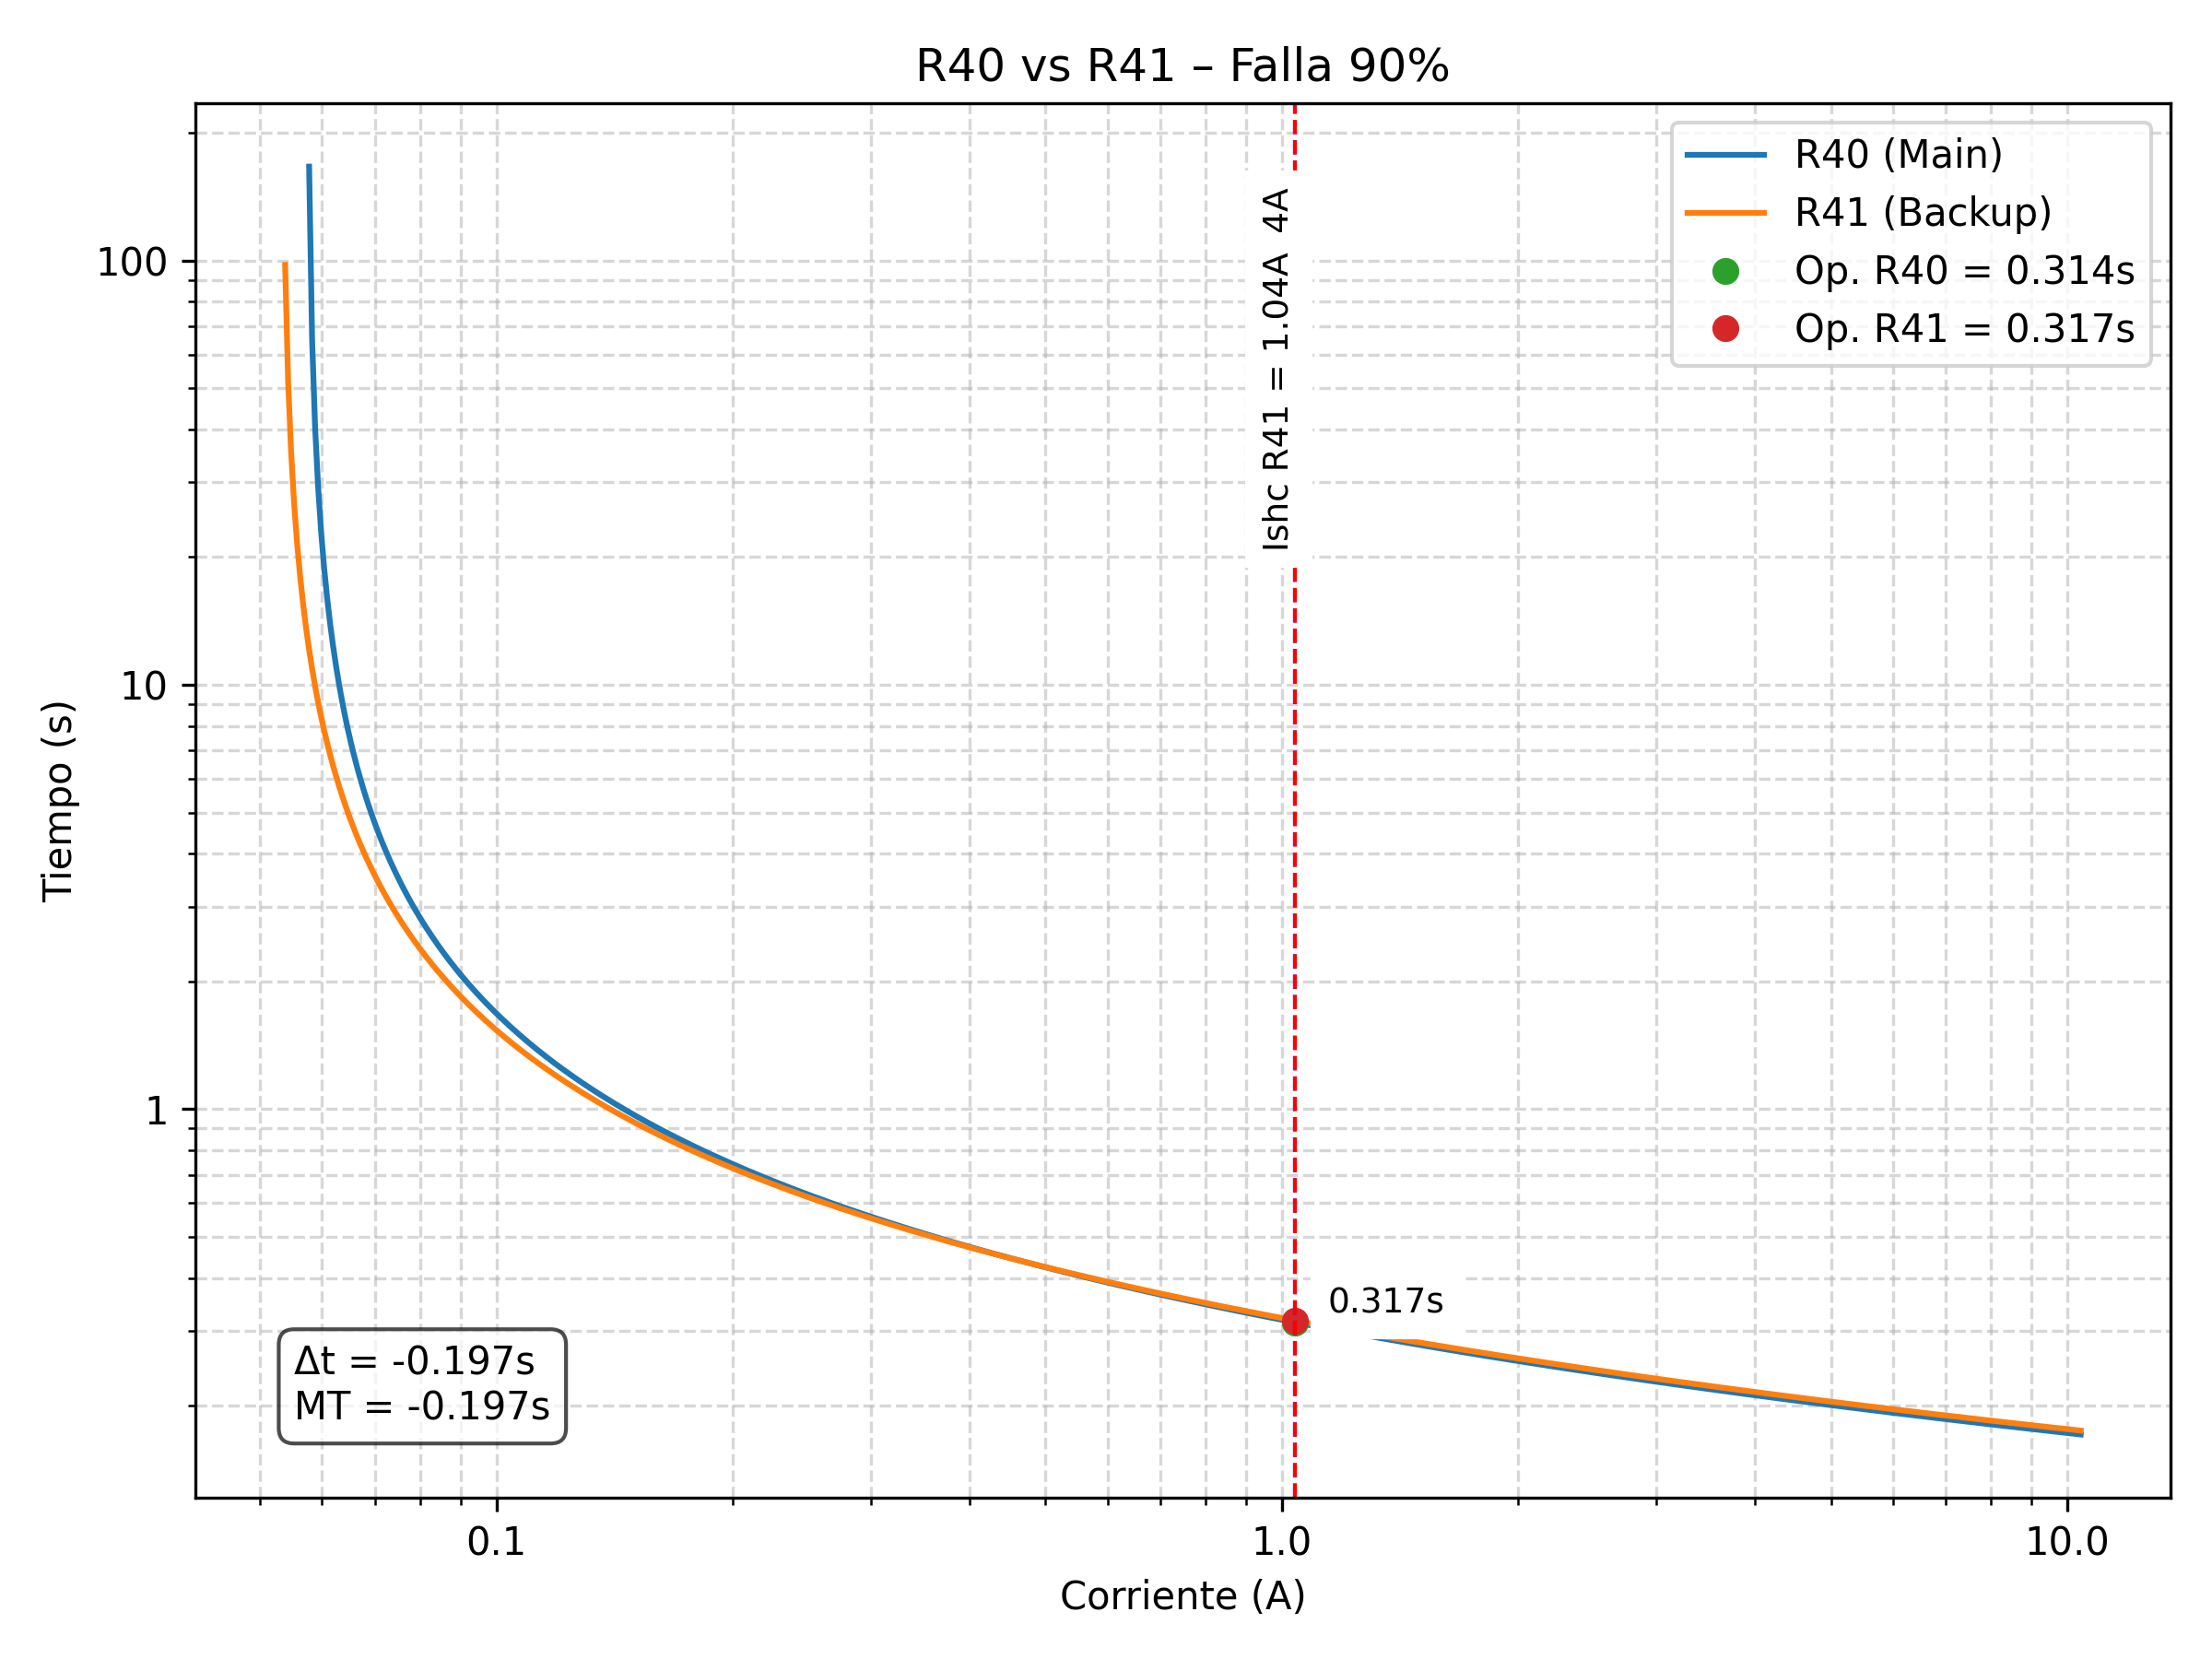 R40 vs R41 – Falla 90%
R40 (Main)
R41 (Backup)
Op. R40 = 0.314s
Op. R41 = 0.317s
Ishc R41 = 1.04A
4A
100
10
1
Tiempo (s)
0.317s
Δt = -0.197s
MT = -0.197s
0.1
1.0
10.0
Corriente (A)